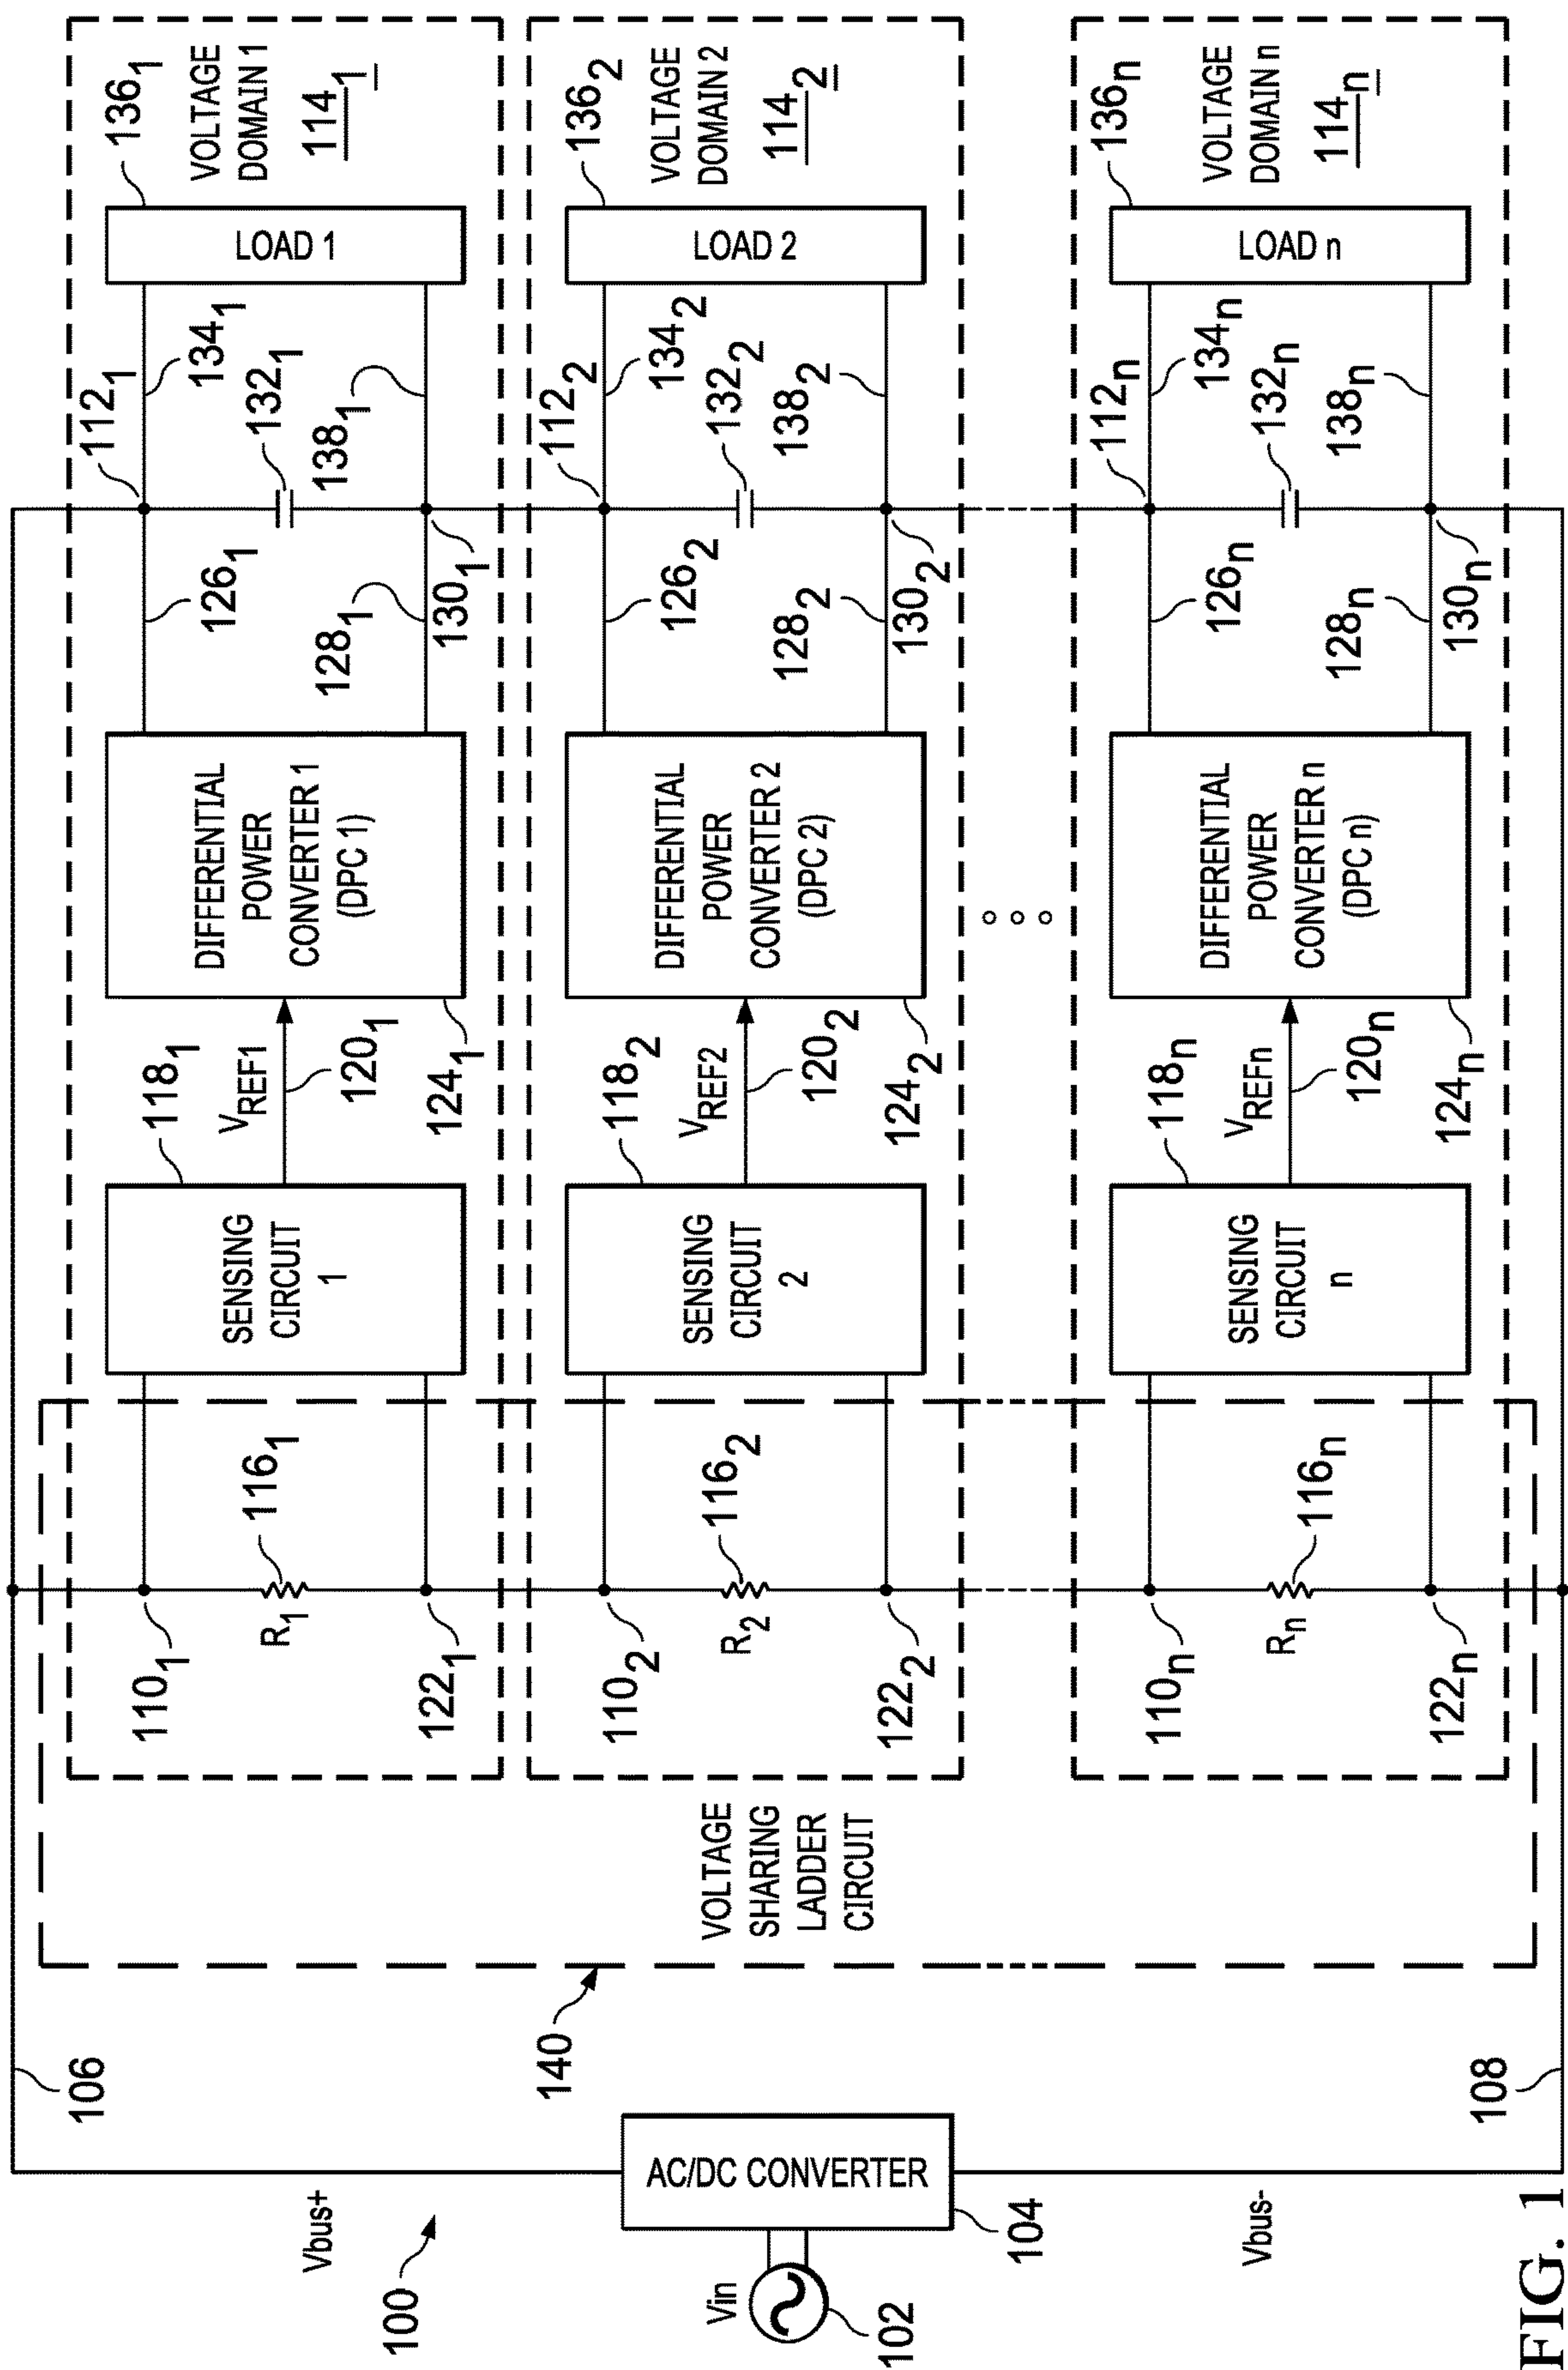 100
Vin
102
AC/DC CONVERTER
104
Vbus+
Vbus-
106
108
140
VOLTAGE
SHARING
LADDER
CIRCUIT
VOLTAGE
DOMAIN 1
114₁
110₁
R₁
116₁
122₁
SENSING
CIRCUIT
1
118₁
V_REF1
120₁
DIFFERENTIAL
POWER
CONVERTER 1
(DPC 1)
124₁
126₁
128₁
130₁
112₁
132₁
134₁
138₁
LOAD 1
136₁
VOLTAGE
DOMAIN 2
114₂
110₂
R₂
116₂
122₂
SENSING
CIRCUIT
2
118₂
V_REF2
120₂
DIFFERENTIAL
POWER
CONVERTER 2
(DPC 2)
124₂
126₂
128₂
130₂
112₂
132₂
134₂
138₂
LOAD 2
136₂
VOLTAGE
DOMAIN n
114ₙ
110ₙ
Rₙ
116ₙ
122ₙ
SENSING
CIRCUIT
n
118ₙ
V_REFn
120ₙ
DIFFERENTIAL
POWER
CONVERTER n
(DPC n)
124ₙ
126ₙ
128ₙ
130ₙ
112ₙ
132ₙ
134ₙ
138ₙ
LOAD n
136ₙ
FIG. 1